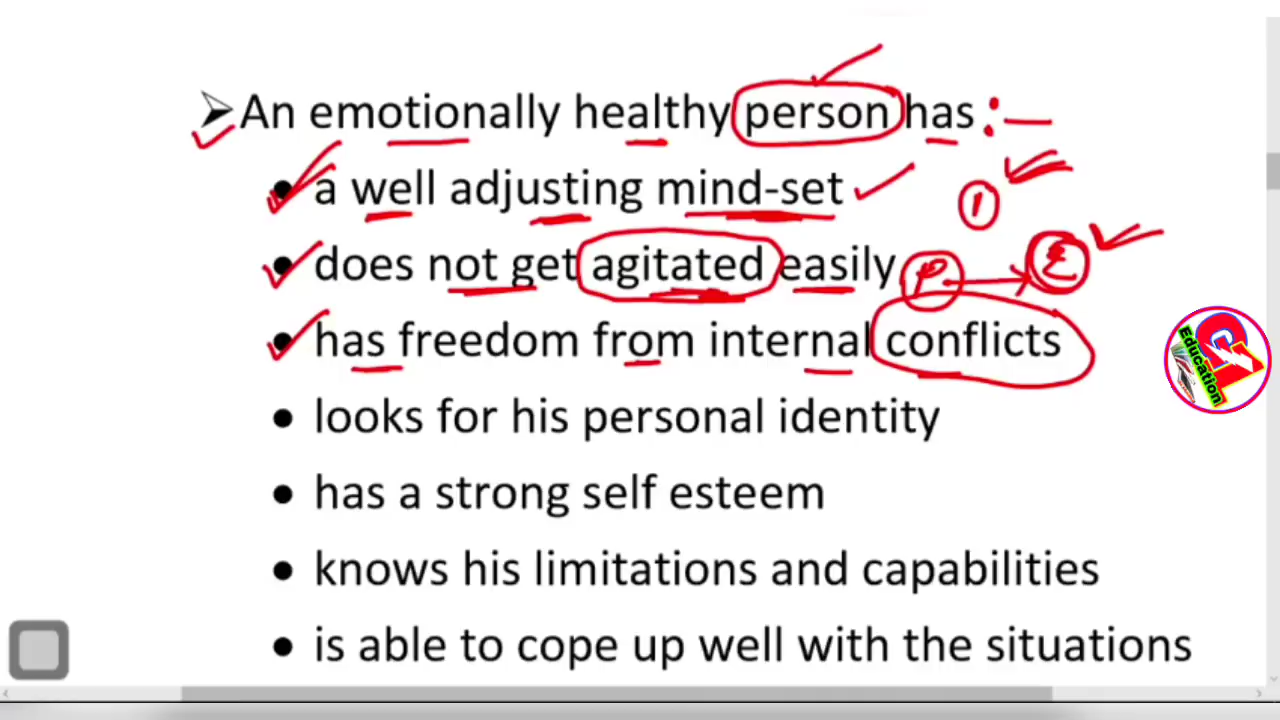 ➢ An emotionally healthy person has :—
• a well adjusting mind-set
1
• does not get agitated easily
P → E
• has freedom from internal conflicts
• looks for his personal identity
• has a strong self esteem
• knows his limitations and capabilities
• is able to cope up well with the situations
Education